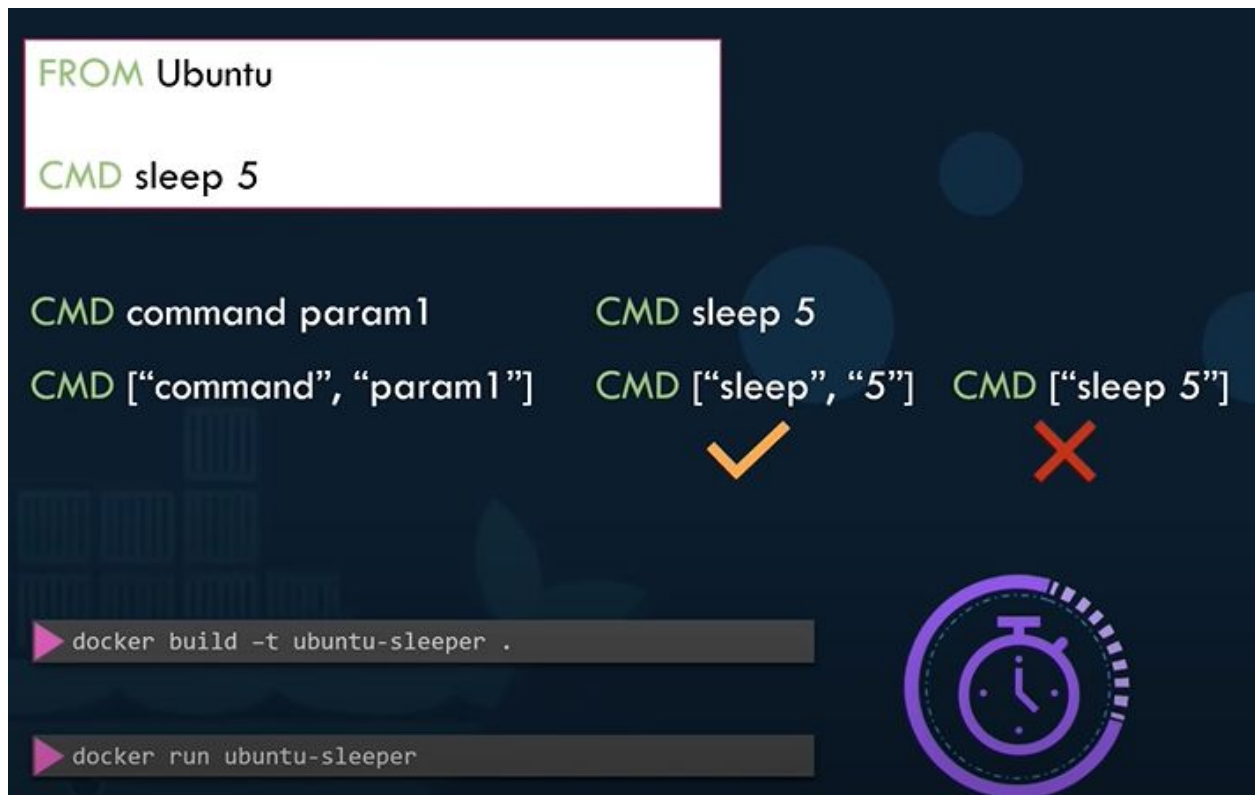 FROM Ubuntu
CMD sleep 5
CMD command param1 CMD sleep 5
CMD [“command”, “param1”] CMD [“sleep”, “5”] CMD [“sleep 5”]
docker build –t ubuntu-sleeper .
docker run ubuntu-sleeper